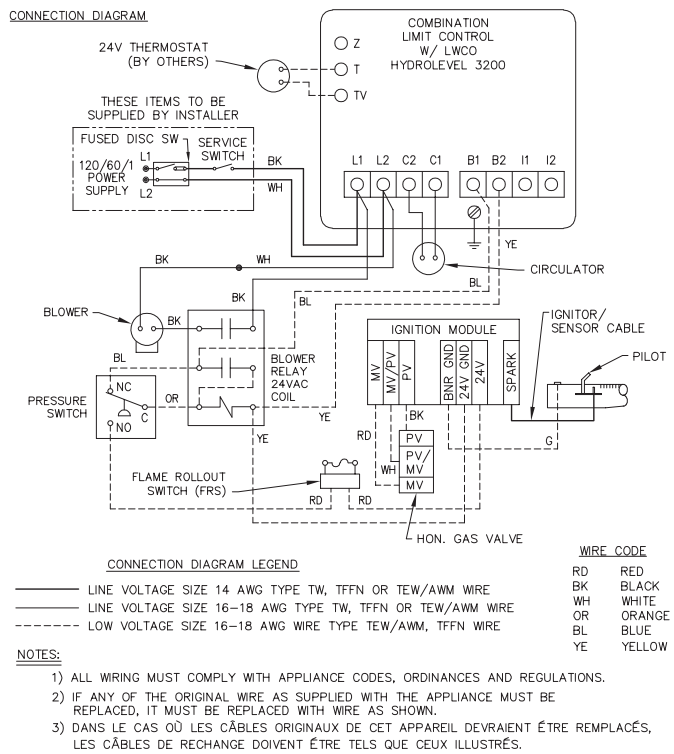 CONNECTION DIAGRAM
COMBINATION
LIMIT CONTROL
W/ LWCO
HYDROLEVEL 3200
Z
T
TV
24V THERMOSTAT
(BY OTHERS)
THESE ITEMS TO BE
SUPPLIED BY INSTALLER
FUSED DISC SW
SERVICE
SWITCH
L1
120/60/1
POWER
SUPPLY
L2
BK
WH
L1 L2 C2 C1 B1 B2 I1 I2
YE
CIRCULATOR
BL
BK
WH
BK
BL
BLOWER
BK
BL
BLOWER
RELAY
24VAC
COIL
YE
YE
PRESSURE
SWITCH
NC
C
NO
OR
IGNITION MODULE
MV
MV/PV
PV
BNR GND
24V GND
24V
SPARK
IGNITOR/
SENSOR CABLE
PILOT
G
BK
RD
WH
PV
PV/
MV
MV
FLAME ROLLOUT
SWITCH (FRS)
RD
RD
HON. GAS VALVE
CONNECTION DIAGRAM LEGEND
LINE VOLTAGE SIZE 14 AWG TYPE TW, TFFN OR TEW/AWM WIRE
LINE VOLTAGE SIZE 16-18 AWG TYPE TW, TFFN OR TEW/AWM WIRE
LOW VOLTAGE SIZE 16-18 AWG WIRE TYPE TEW/AWM, TFFN WIRE
WIRE CODE
RD RED
BK BLACK
WH WHITE
OR ORANGE
BL BLUE
YE YELLOW
NOTES:
1) ALL WIRING MUST COMPLY WITH APPLIANCE CODES, ORDINANCES AND REGULATIONS.
2) IF ANY OF THE ORIGINAL WIRE AS SUPPLIED WITH THE APPLIANCE MUST BE
REPLACED, IT MUST BE REPLACED WITH WIRE AS SHOWN.
3) DANS LE CAS OÙ LES CÂBLES ORIGINAUX DE CET APPAREIL DEVRAIENT ÉTRE REMPLACÉS,
LES CÂBLES DE RECHANGE DOIVENT ÉTRE TELS QUE CEUX ILLUSTRÉS.